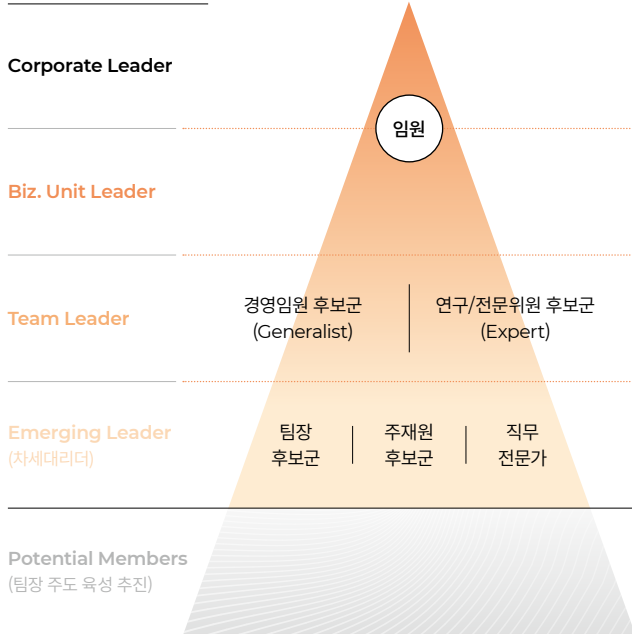 Corporate Leader
임원
Biz. Unit Leader
Team Leader
경영임원 후보군
(Generalist)
연구/전문위원 후보군
(Expert)
Emerging Leader
(차세대리더)
팀장
후보군
주재원
후보군
직무
전문가
Potential Members
(팀장 주도 육성 추진)